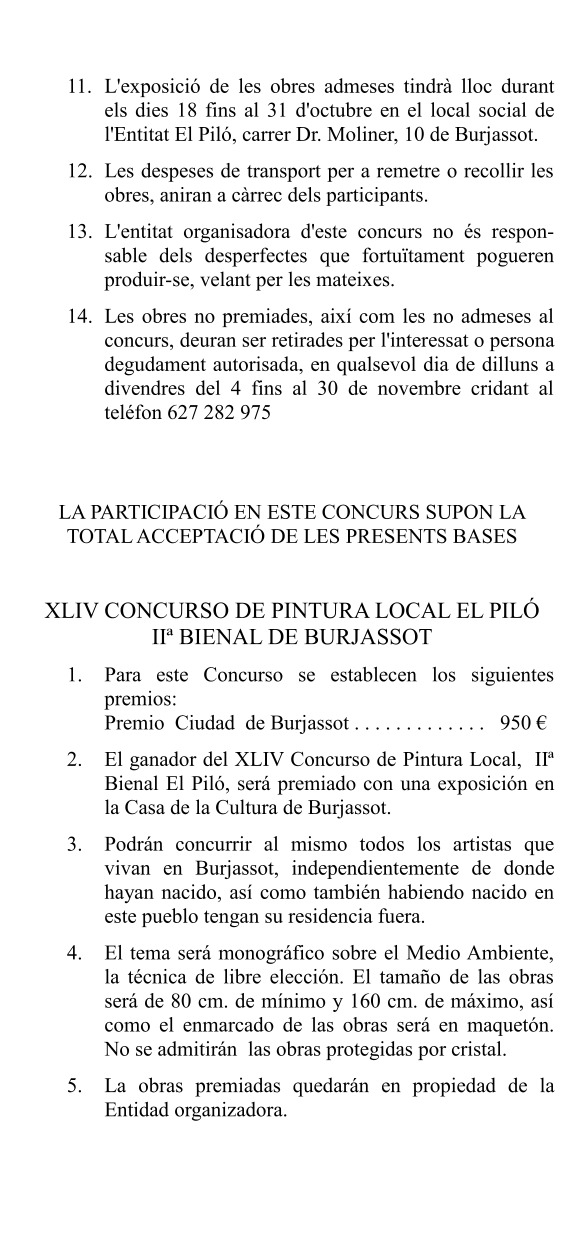 11. L'exposició de les obres admeses tindrà lloc durant
els dies 18 fins al 31 d'octubre en el local social de
l'Entitat El Piló, carrer Dr. Moliner, 10 de Burjassot.
12. Les despeses de transport per a remetre o recollir les
obres, aniran a càrrec dels participants.
13. L'entitat organisadora d'este concurs no és respon-
sable dels desperfectes que fortuïtament pogueren
produir-se, velant per les mateixes.
14. Les obres no premiades, així com les no admeses al
concurs, deuran ser retirades per l'interessat o persona
degudament autorisada, en qualsevol dia de dilluns a
divendres del 4 fins al 30 de novembre cridant al
teléfon 627 282 975
LA PARTICIPACIÓ EN ESTE CONCURS SUPON LA
TOTAL ACCEPTACIÓ DE LES PRESENTS BASES
XLIV CONCURSO DE PINTURA LOCAL EL PILÓ
IIª BIENAL DE BURJASSOT
1. Para este Concurso se establecen los siguientes
premios:
Premio Ciudad de Burjassot . . . . . . . . . . . . . 950 €
2. El ganador del XLIV Concurso de Pintura Local, IIª
Bienal El Piló, será premiado con una exposición en
la Casa de la Cultura de Burjassot.
3. Podrán concurrir al mismo todos los artistas que
vivan en Burjassot, independientemente de donde
hayan nacido, así como también habiendo nacido en
este pueblo tengan su residencia fuera.
4. El tema será monográfico sobre el Medio Ambiente,
la técnica de libre elección. El tamaño de las obras
será de 80 cm. de mínimo y 160 cm. de máximo, así
como el enmarcado de las obras será en maquetón.
No se admitirán las obras protegidas por cristal.
5. La obras premiadas quedarán en propiedad de la
Entidad organizadora.